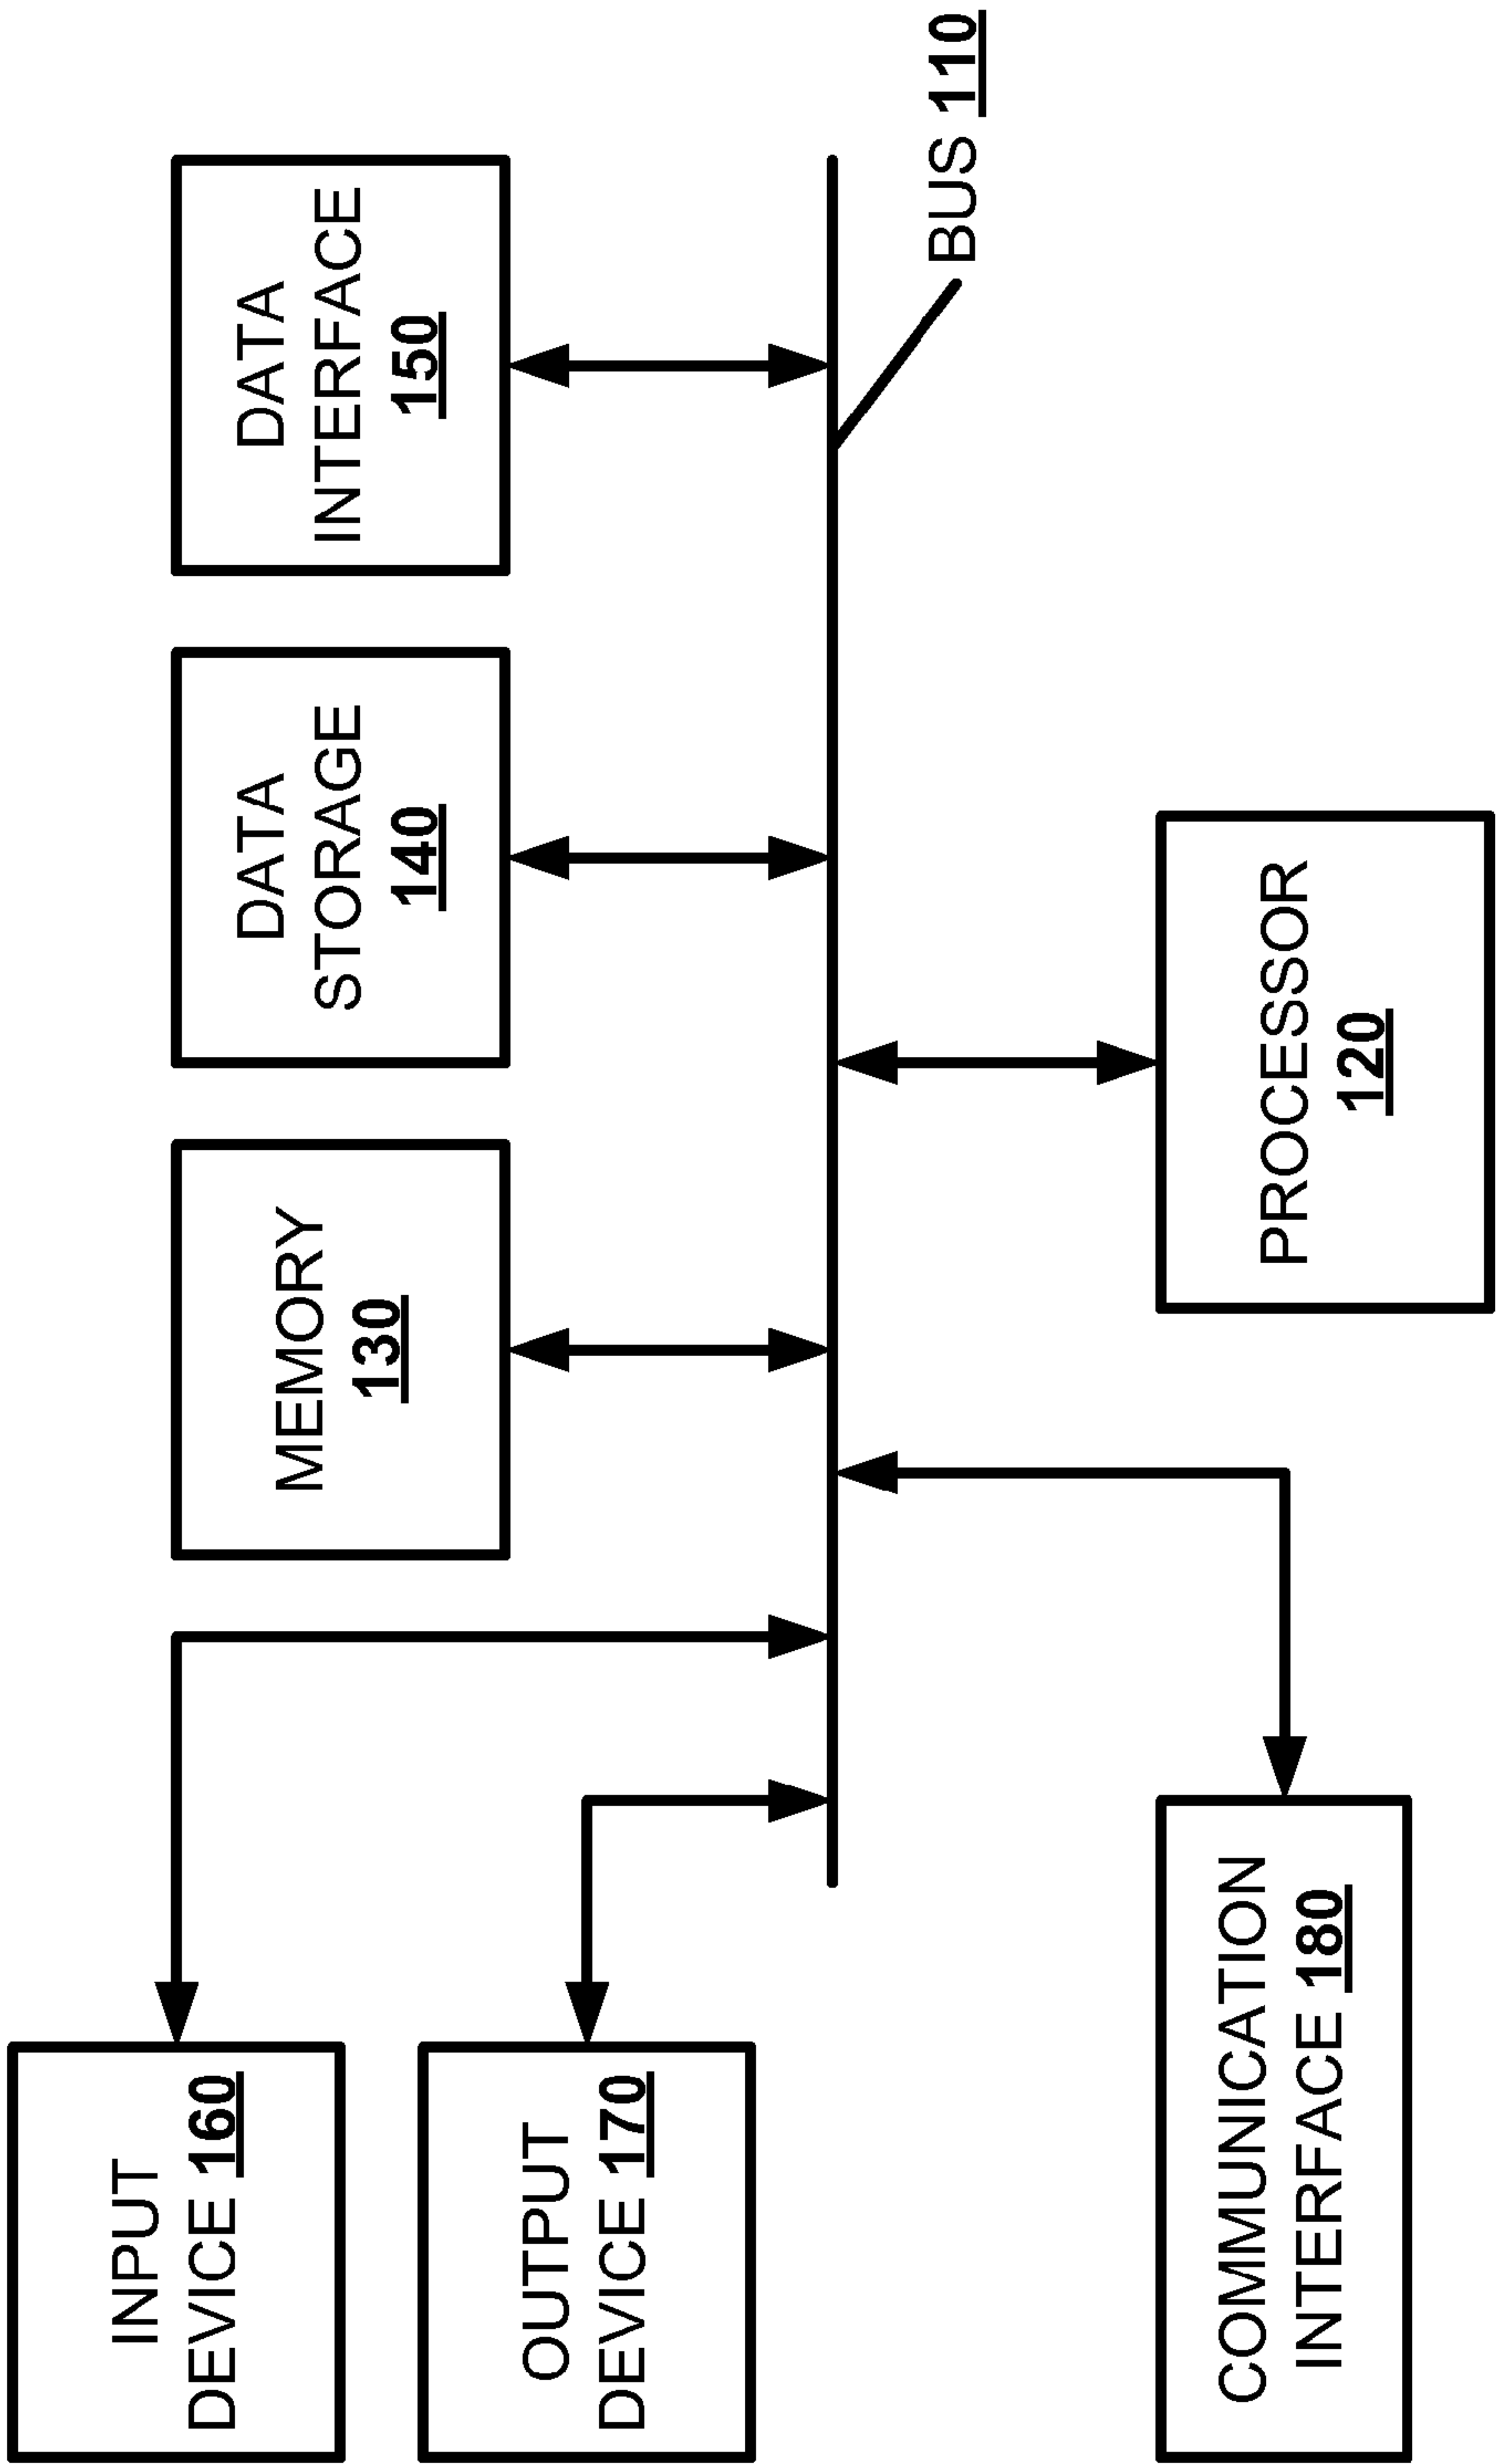 INPUT
DEVICE 160
OUTPUT
DEVICE 170
MEMORY
130
DATA
STORAGE
140
DATA
INTERFACE
150
BUS 110
COMMUNICATION
INTERFACE 180
PROCESSOR
120